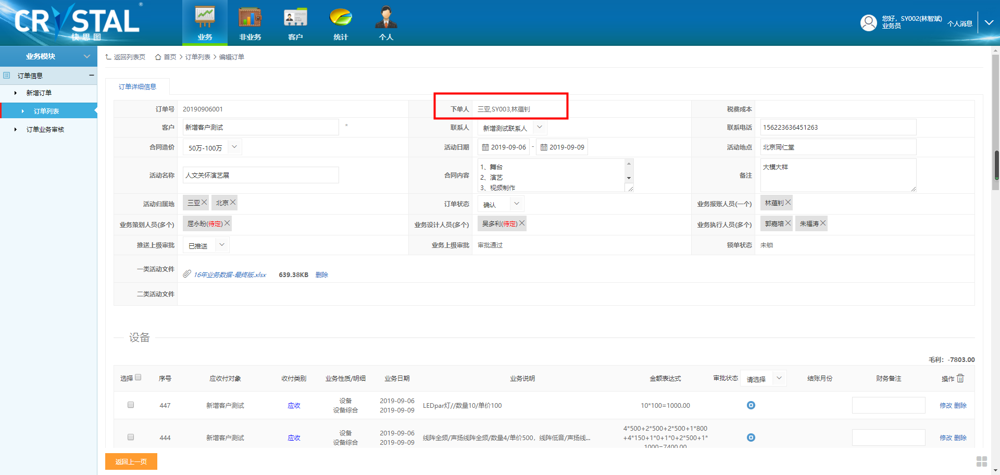 CRYSTAL
®
快思图
业务
非业务
客户
统计
个人
您好，SY002(林智斌)
业务员
个人消息
业务模块
订单信息
新增订单
订单列表
订单业务审核
返回列表页 首页 > 订单列表 > 编辑订单
订单详细信息
订单号 20190906001 下单人 三亚,SY003,林蕴钊 税费成本
客户 新增客户测试 * 联系人 新增测试联系人 联系电话 156223636451263
合同造价 50万-100万 活动日期 2019-09-06 - 2019-09-09 活动地点 北京同仁堂
活动名称 人文关怀演艺展 合同内容 1、舞台
2、演艺
3、视频制作
备注 大模大样
活动归属地 三亚 北京 订单状态 确认 业务报账人员(一个) 林蕴钊
业务策划人员(多个) 屈永盼(待定) 业务设计人员(多个) 吴多利(待定) 业务执行人员(多个) 郭嘉培 朱福涛
推送上级审批 已推送 业务上级审批 审批通过 锁单状态 未锁
一类活动文件 16年业务数据-最终版.xlsx 639.38KB 删除
二类活动文件
设备
毛利：-7803.00
选择 序号 应收付对象 收付类别 业务性质/明细 业务日期 业务说明 金额表达式 审批状态 请选择 结账月份 财务备注 操作
447 新增客户测试 应收 设备
设备综合
2019-09-06
2019-09-09
LEDpar灯//数量10/单价100 10*100=1000.00 修改 删除
444 新增客户测试 应收 设备
设备综合
2019-09-06
2019-09-09
线阵全频/声扬线阵全频/数量4/单价500，线阵低音/声扬线...
4*500+2*500+2*500+1*800
+4*150+1*0+1*0+2*500+1*
1000=7400.00
修改 删除
返回上一页